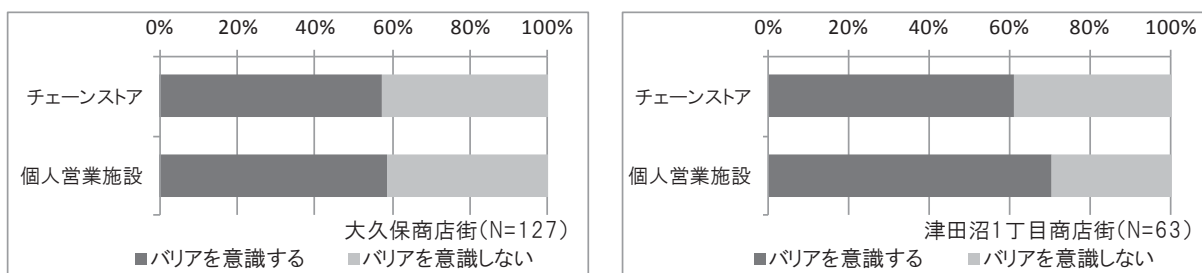 0% 20% 40% 60% 80% 100%
チェーンストア
個人営業施設
大久保商店街(N=127)
■バリアを意識する ■バリアを意識しない
0% 20% 40% 60% 80% 100%
チェーンストア
個人営業施設
津田沼1丁目商店街(N=63)
■バリアを意識する ■バリアを意識しない